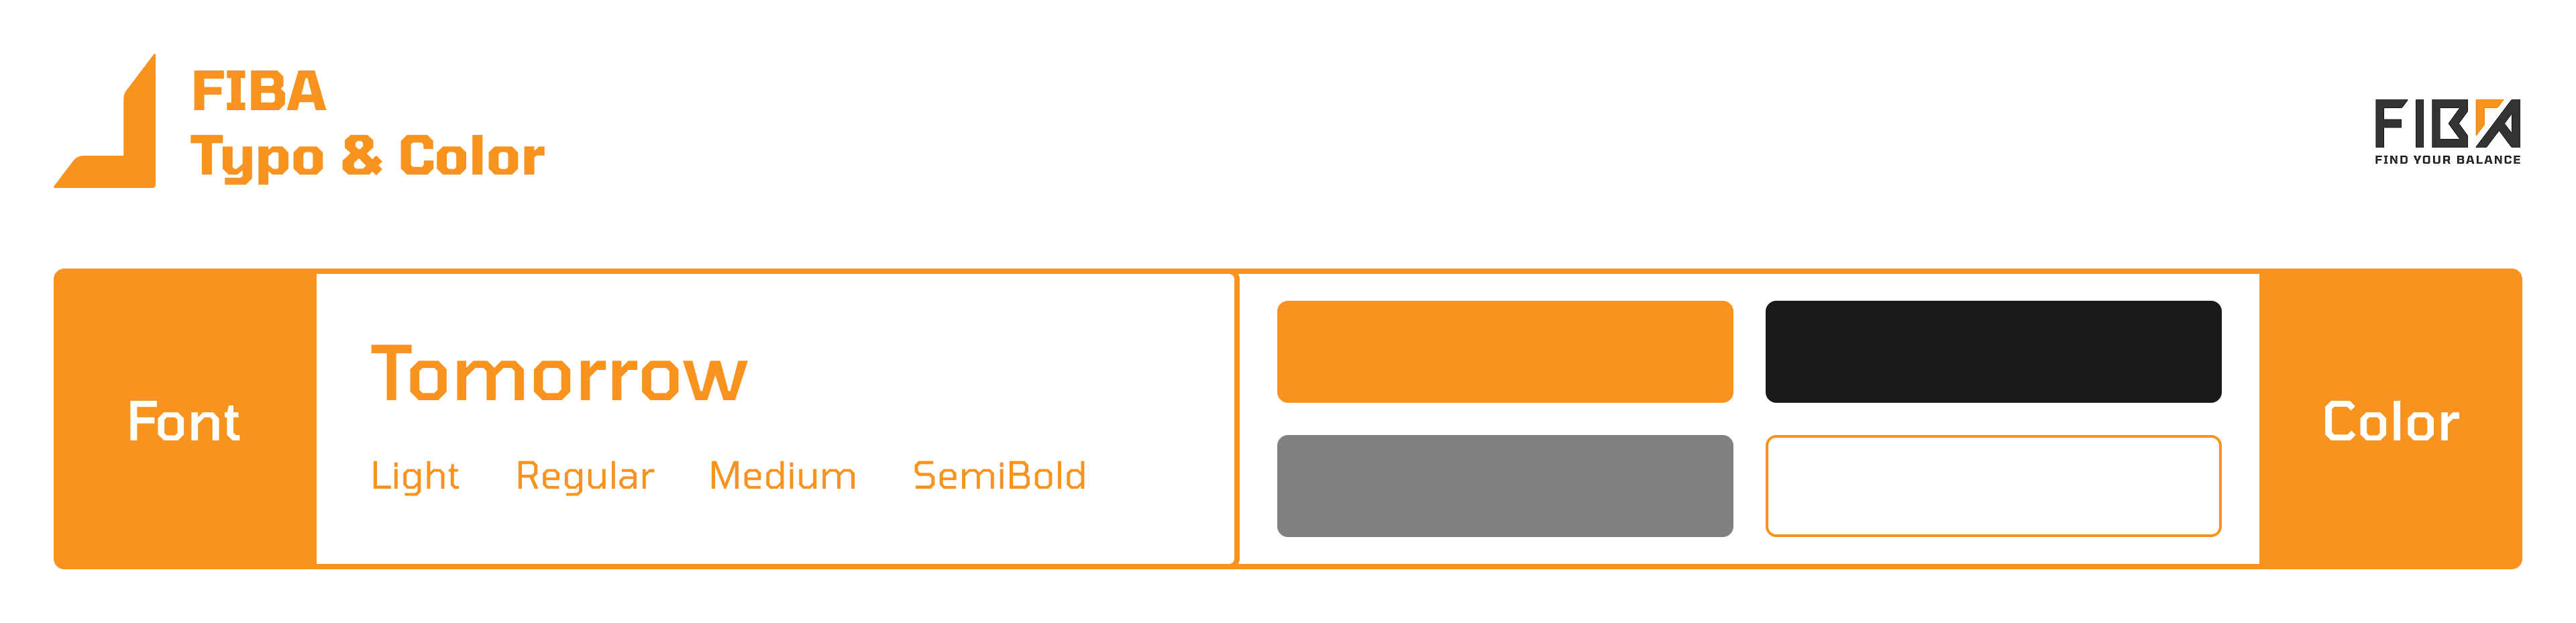 FIBA
Typo & Color
FIBA
FIND YOUR BALANCE
Font
Tomorrow
Light Regular Medium SemiBold
Color